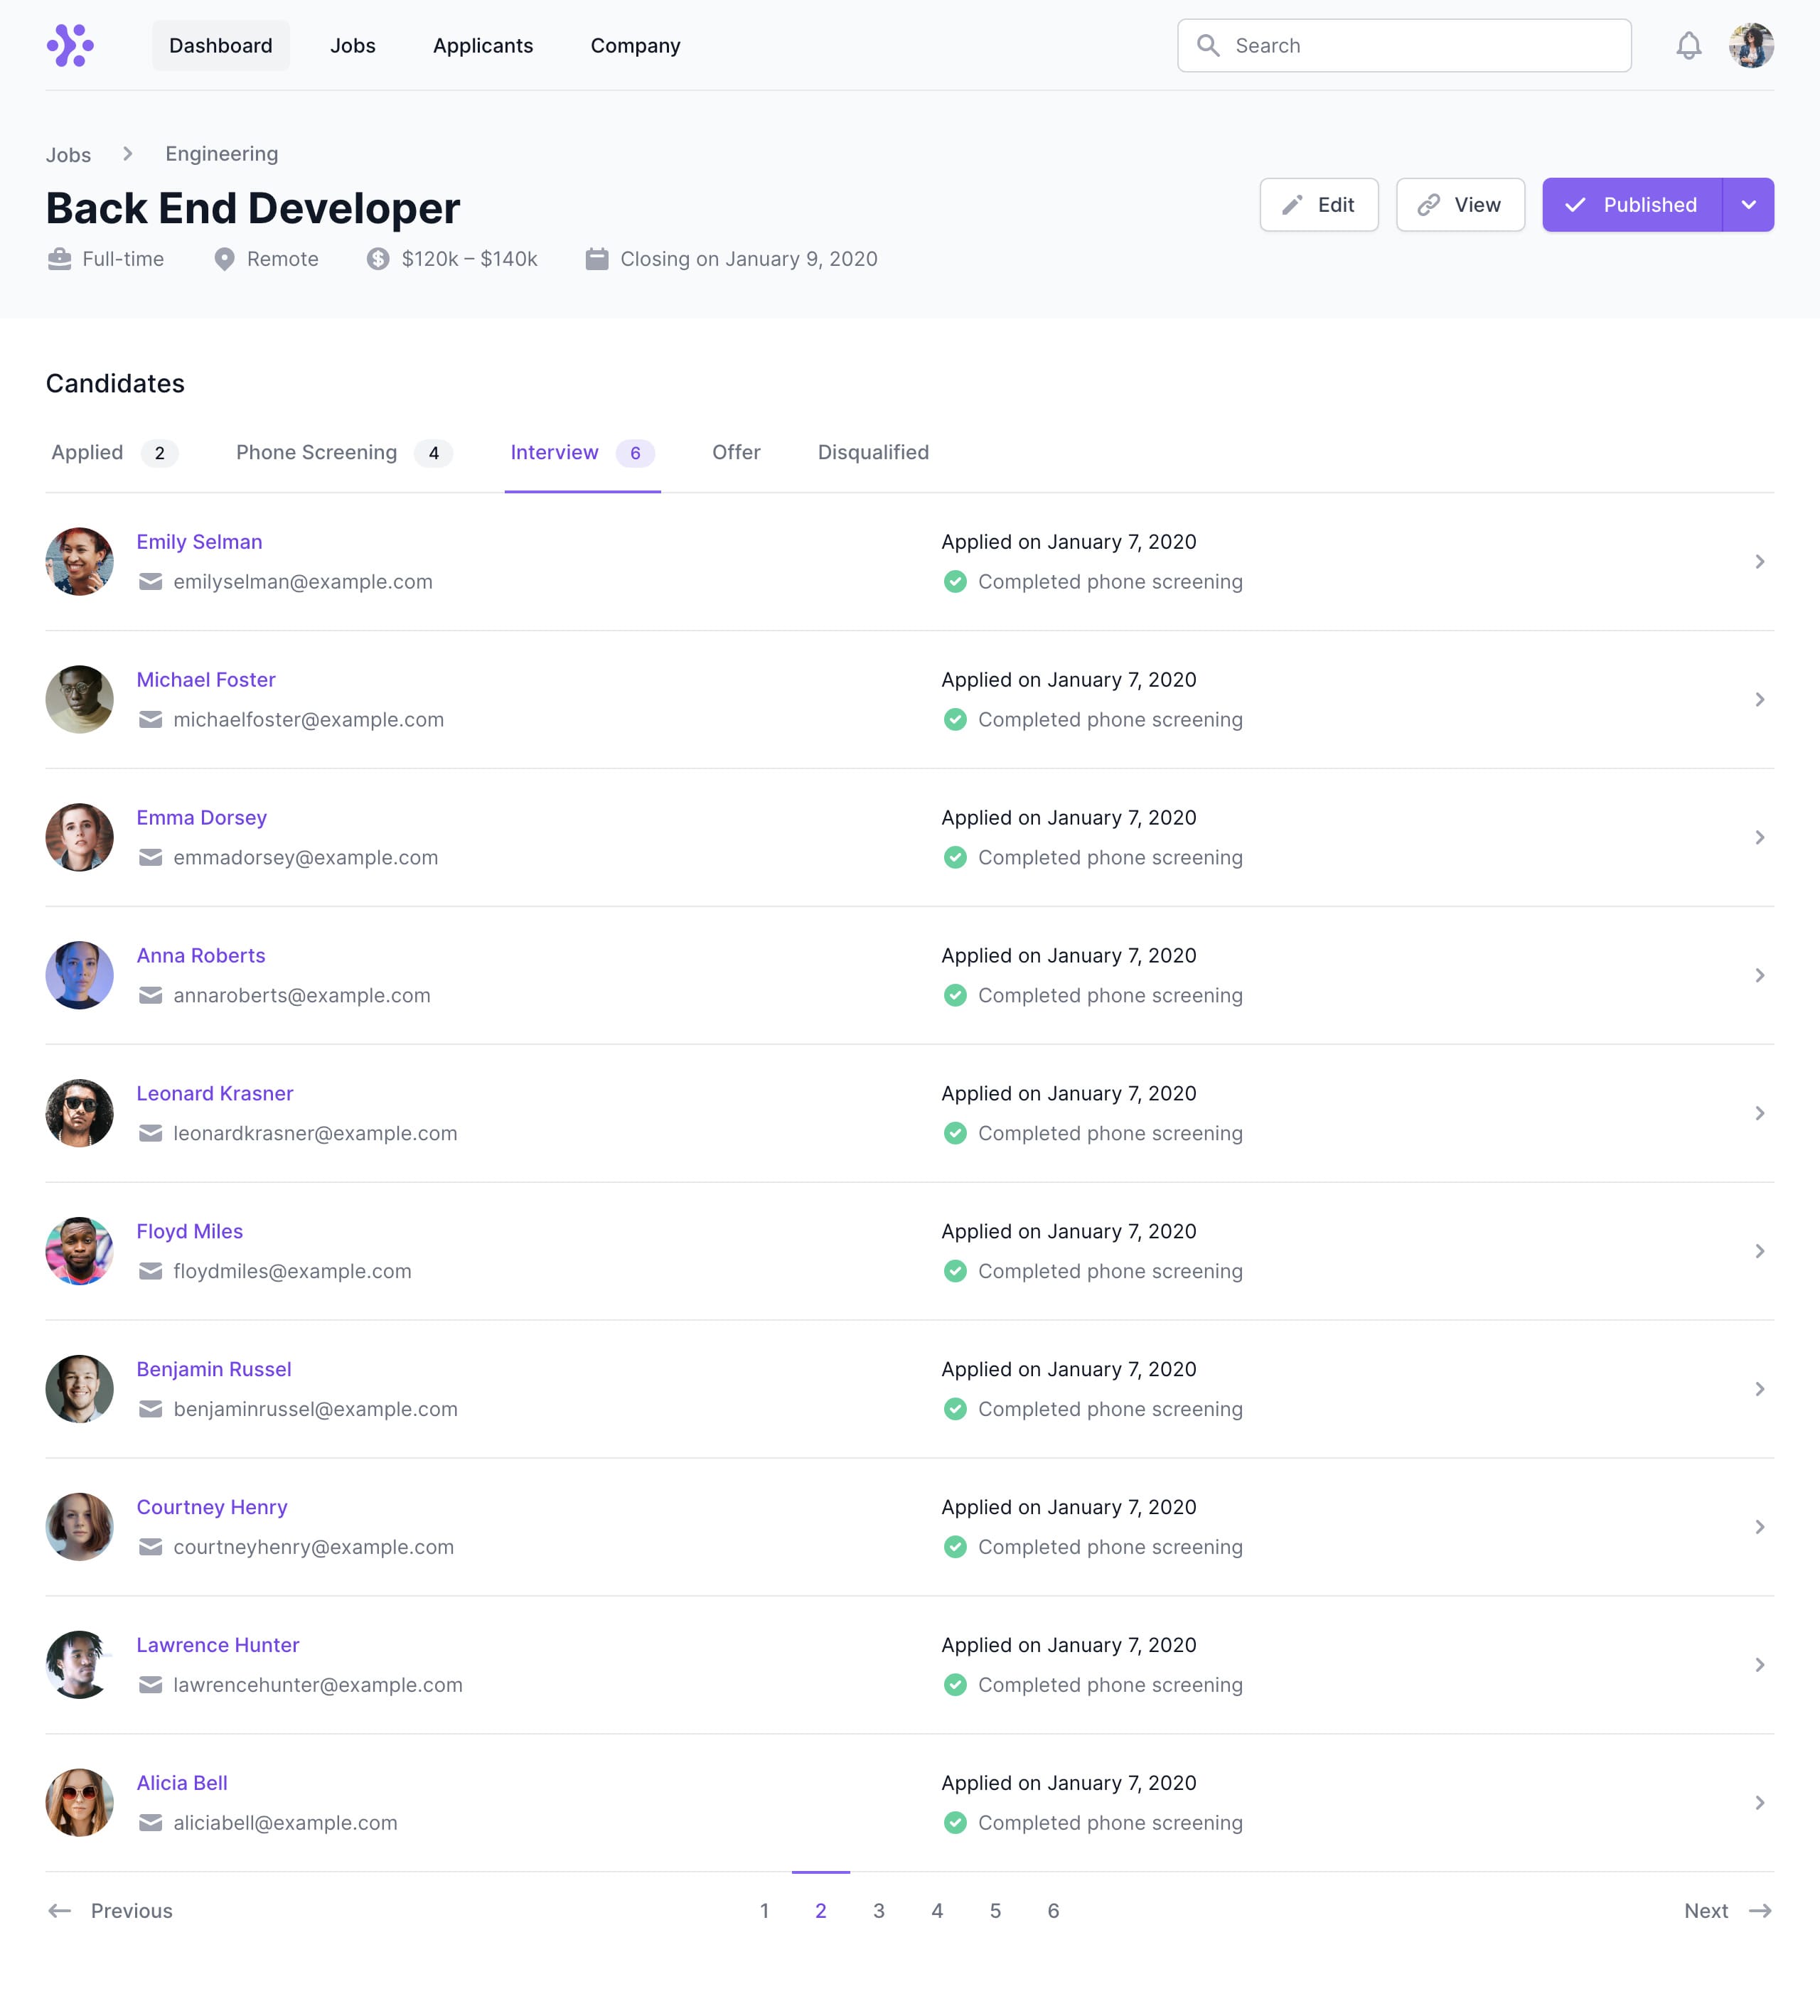 Dashboard Jobs Applicants Company Search
Jobs Engineering
Back End Developer
Edit View Published
Full-time Remote $120k – $140k Closing on January 9, 2020
Candidates
Applied 2 Phone Screening 4 Interview 6 Offer Disqualified
Emily Selman Applied on January 7, 2020
emilyselman@example.com Completed phone screening
Michael Foster Applied on January 7, 2020
michaelfoster@example.com Completed phone screening
Emma Dorsey Applied on January 7, 2020
emmadorsey@example.com Completed phone screening
Anna Roberts Applied on January 7, 2020
annaroberts@example.com Completed phone screening
Leonard Krasner Applied on January 7, 2020
leonardkrasner@example.com Completed phone screening
Floyd Miles Applied on January 7, 2020
floydmiles@example.com Completed phone screening
Benjamin Russel Applied on January 7, 2020
benjaminrussel@example.com Completed phone screening
Courtney Henry Applied on January 7, 2020
courtneyhenry@example.com Completed phone screening
Lawrence Hunter Applied on January 7, 2020
lawrencehunter@example.com Completed phone screening
Alicia Bell Applied on January 7, 2020
aliciabell@example.com Completed phone screening
Previous 1 2 3 4 5 6 Next